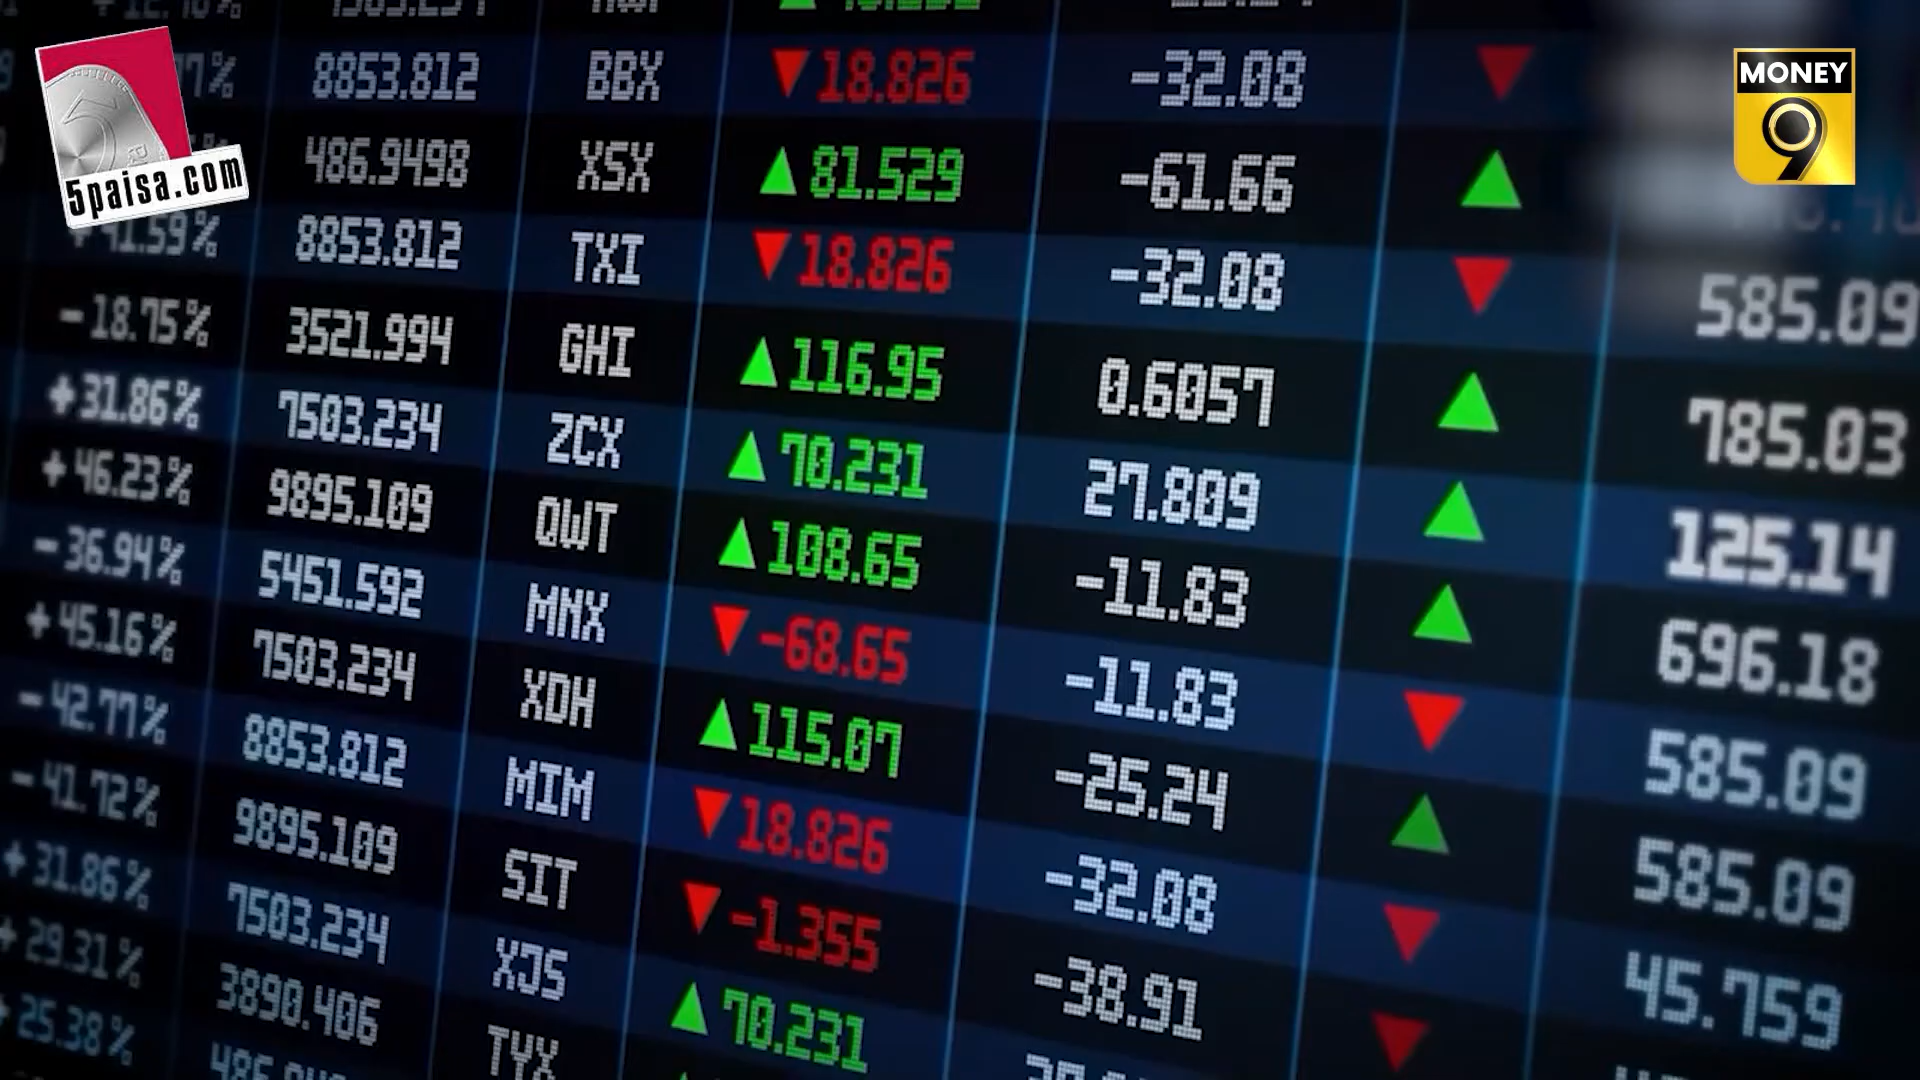 5paisa.com
MONEY
9
8853.812 BBX ▼18.826 -32.08 ▼
486.9498 XSX ▲81.529 -61.66 ▲
+41.59% 8853.812 TXI ▼18.826 -32.08 ▼ 585.09
-18.75% 3521.994 GHI ▲116.95 0.6057 ▲ 785.03
+31.86% 7503.234 ZCX ▲70.231 27.809 ▲ 125.14
+46.23% 9895.109 QWT ▲108.65 -11.83 ▲ 696.18
-36.94% 5451.592 MNX ▼-68.65 -11.83 ▼ 585.09
+45.16% 7503.234 XDH ▲115.07 -25.24 ▲ 585.09
-42.77% 8853.812 MIM ▼18.826 -32.08 ▼ 45.759
-41.72% 9895.109 SIT ▼-1.355 -38.91 ▼
+31.86% 7503.234 XJS ▲70.231
+29.31% 3890.406 TYX
+25.38%